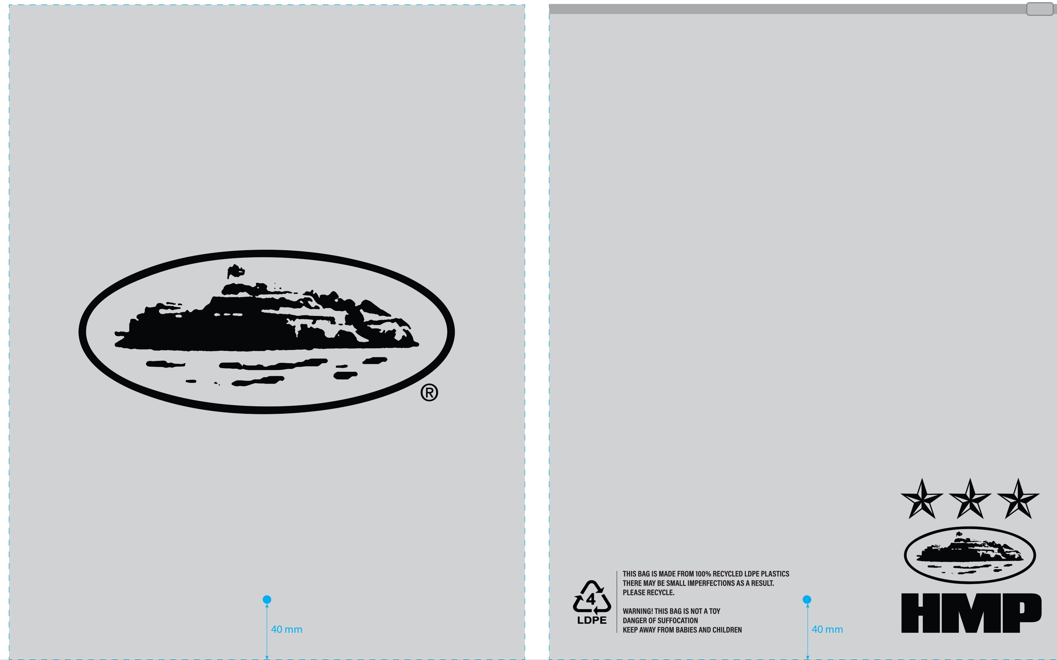 ®
40 mm
4
LDPE
THIS BAG IS MADE FROM 100% RECYCLED LDPE PLASTICS
THERE MAY BE SMALL IMPERFECTIONS AS A RESULT.
PLEASE RECYCLE.
WARNING! THIS BAG IS NOT A TOY
DANGER OF SUFFOCATION
KEEP AWAY FROM BABIES AND CHILDREN
40 mm
HMP